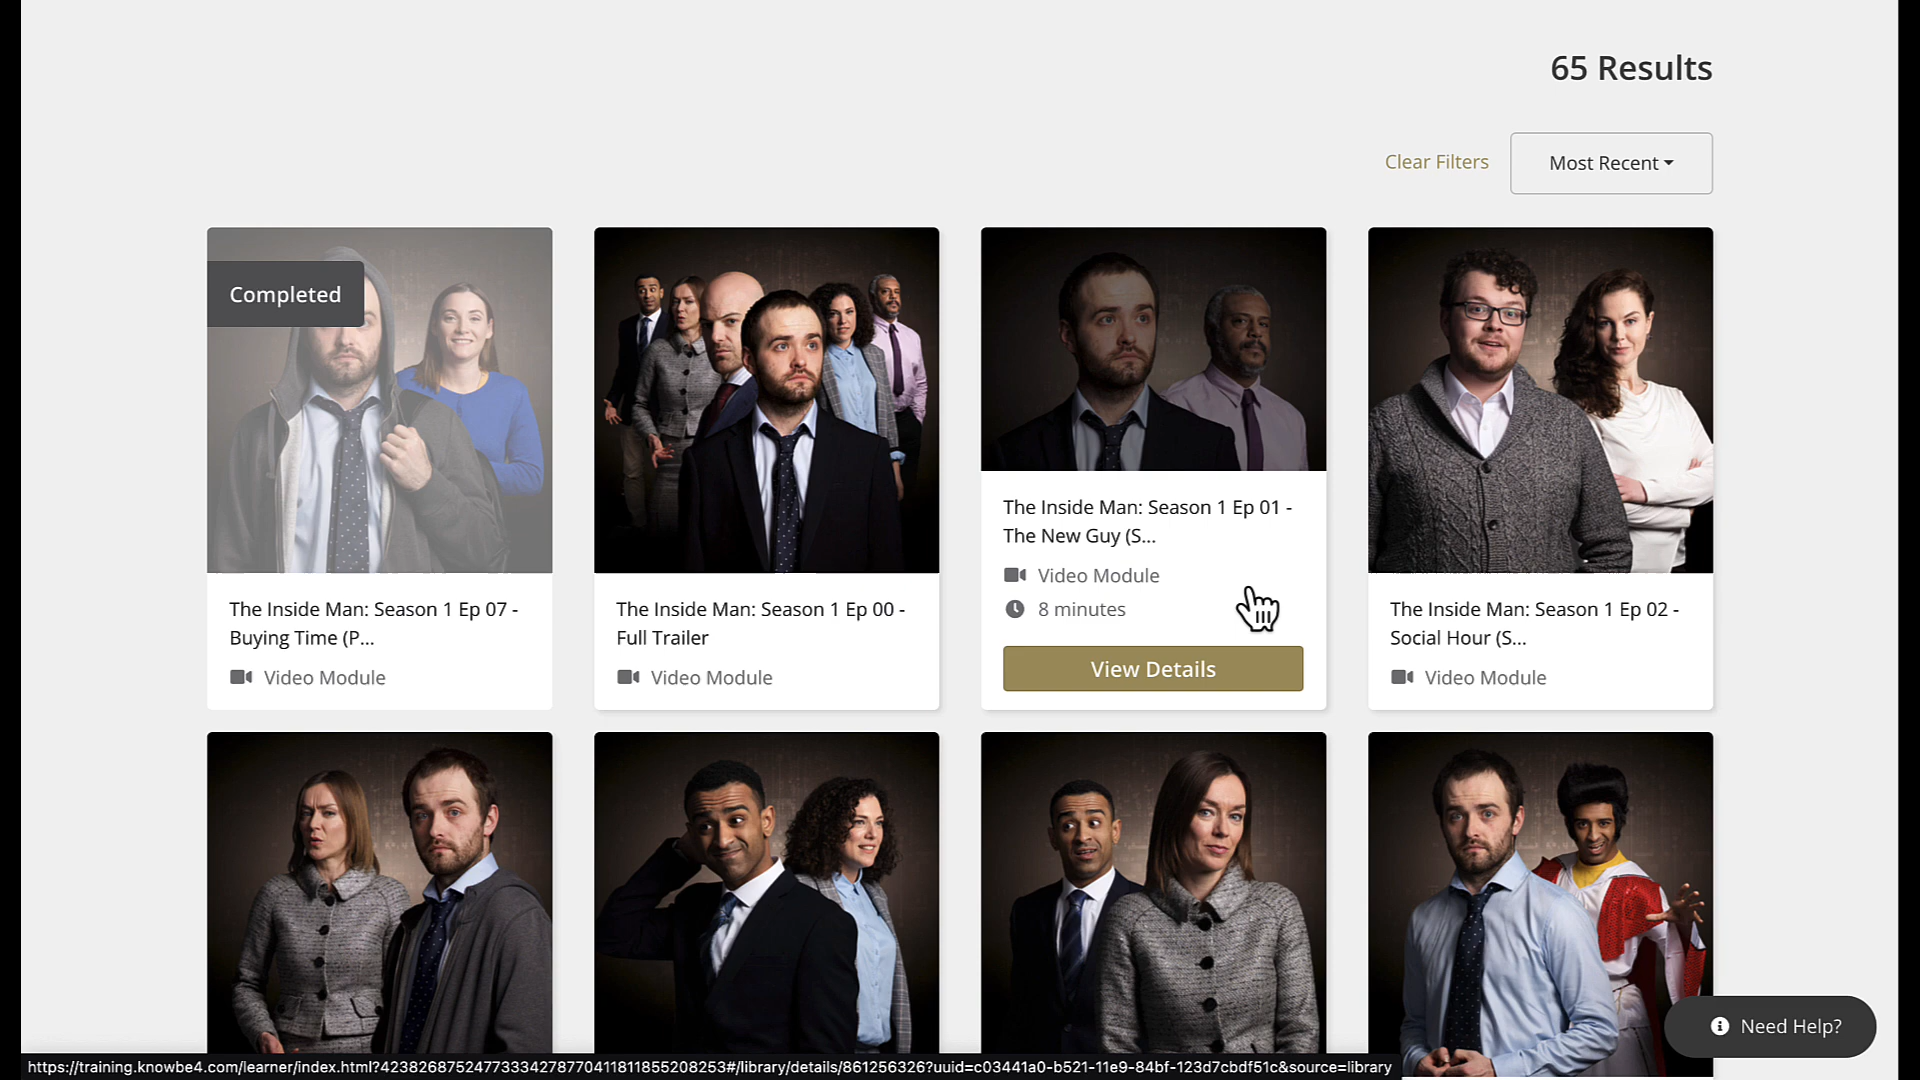 65 Results
Clear Filters
Most Recent
Completed
The Inside Man: Season 1 Ep 07 -
Buying Time (P...
Video Module
The Inside Man: Season 1 Ep 00 -
Full Trailer
Video Module
The Inside Man: Season 1 Ep 01 -
The New Guy (S...
Video Module
8 minutes
View Details
The Inside Man: Season 1 Ep 02 -
Social Hour (S...
Video Module
Need Help?
https://training.knowbe4.com/learner/index.html?4238268752477333427877041181185520825​3#/library/details/861256326?uuid=c03441a0-b521-11e9-84bf-123d7cbdf51c&source=library